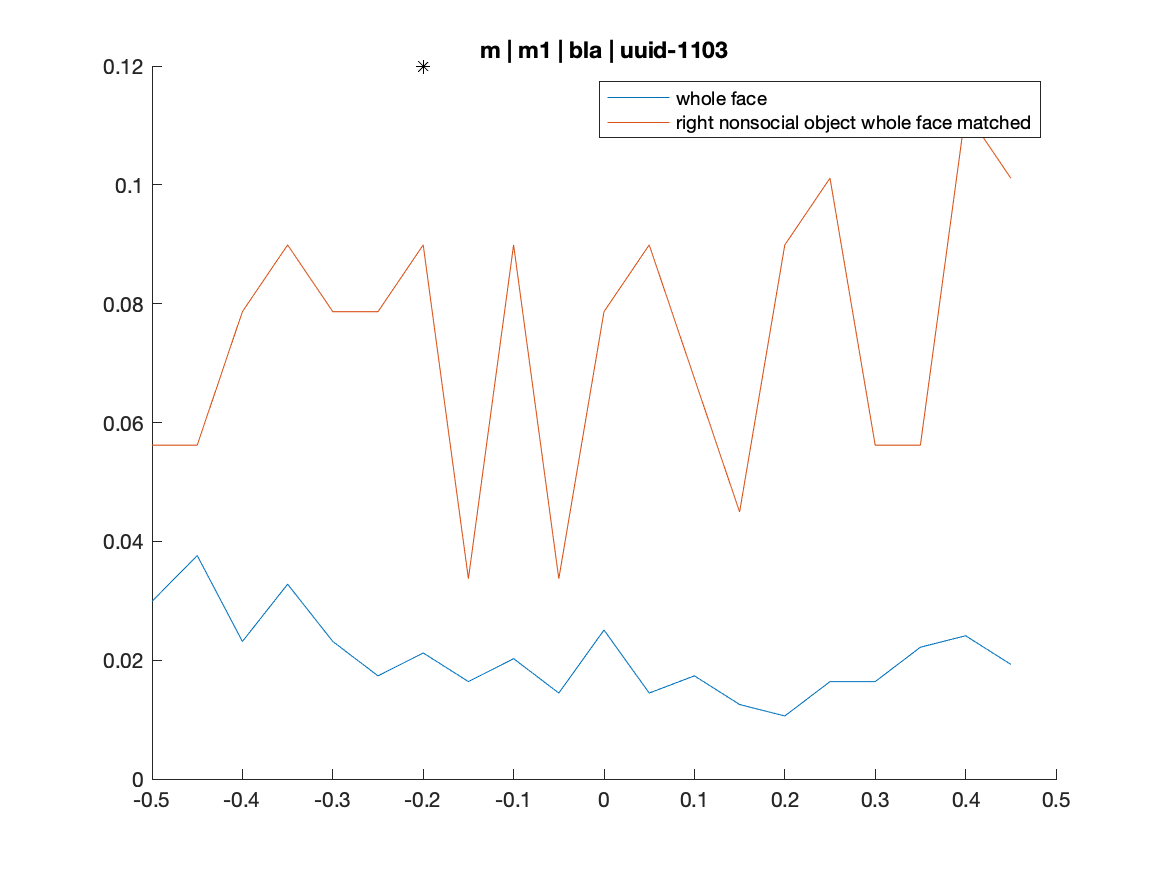 m | m1 | bla | uuid-1103
whole face
right nonsocial object whole face matched
0.12
0.1
0.08
0.06
0.04
0.02
0
-0.5 -0.4 -0.3 -0.2 -0.1 0 0.1 0.2 0.3 0.4 0.5